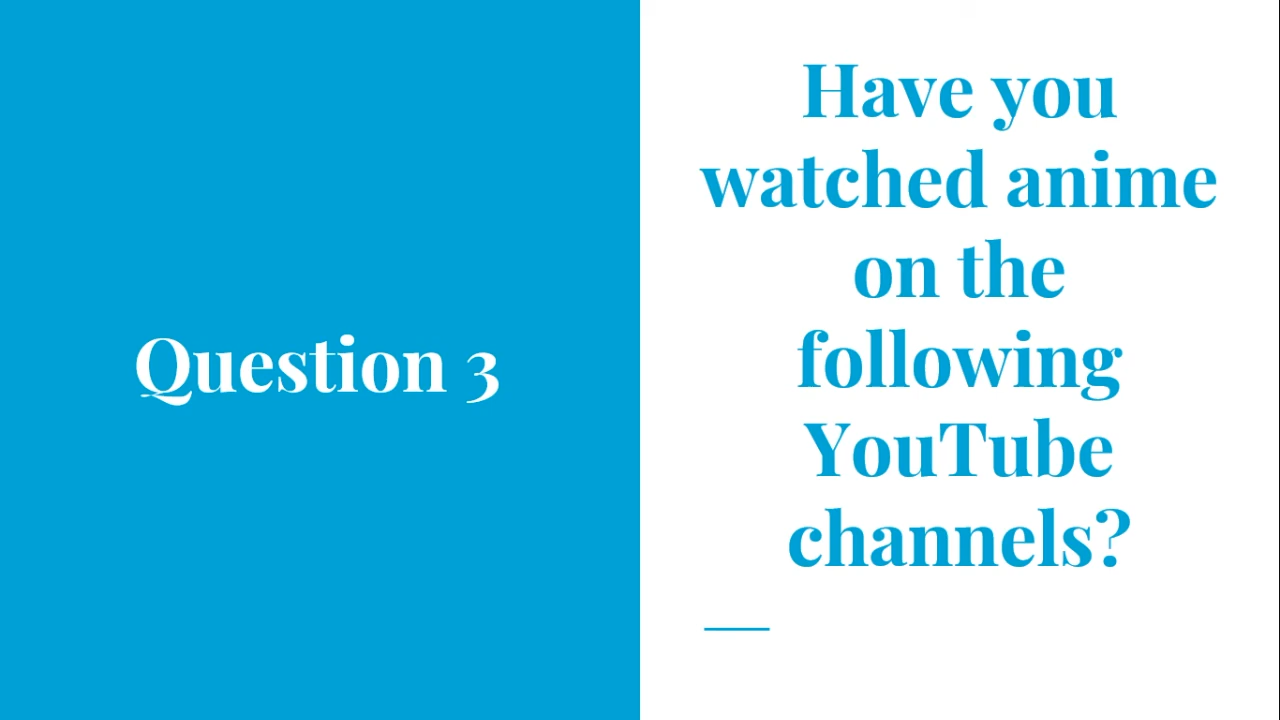 Question 3
Have you
watched anime
on the
following
YouTube
channels?